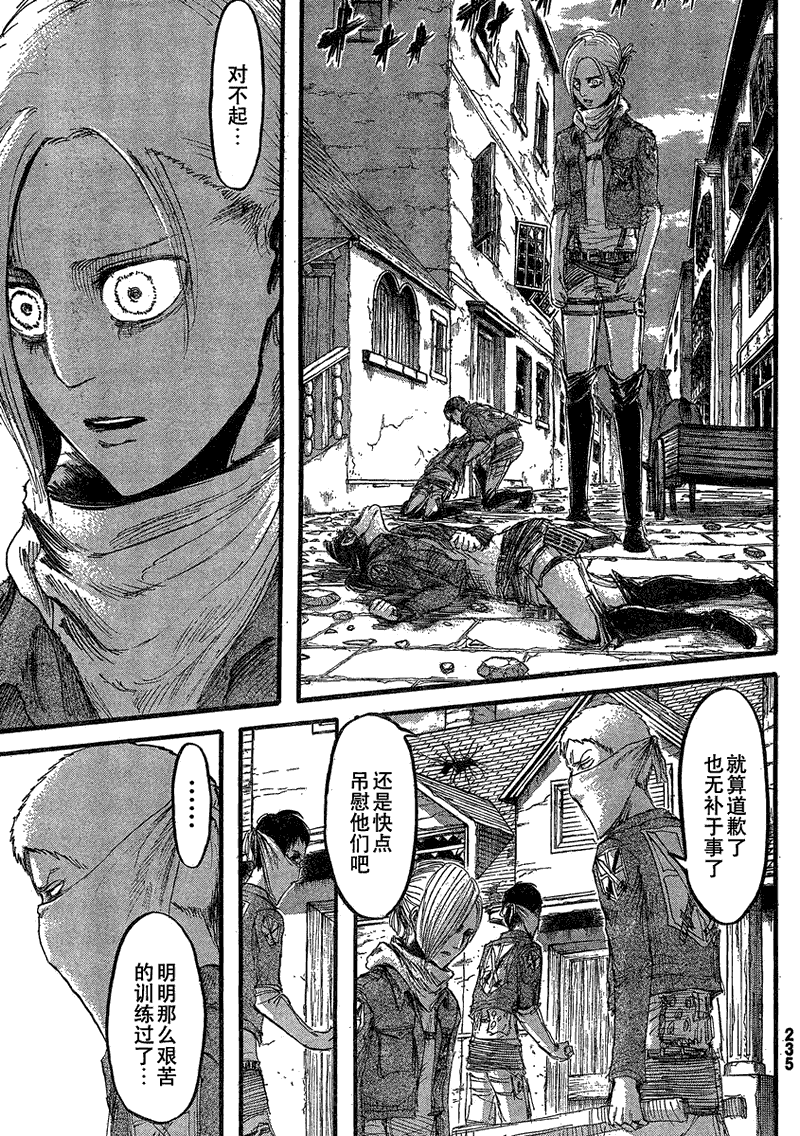 对不起…
就算道歉了
也无补于事了
还是快点
吊慰他们吧
……
明明那么艰苦
的训练过了…
235